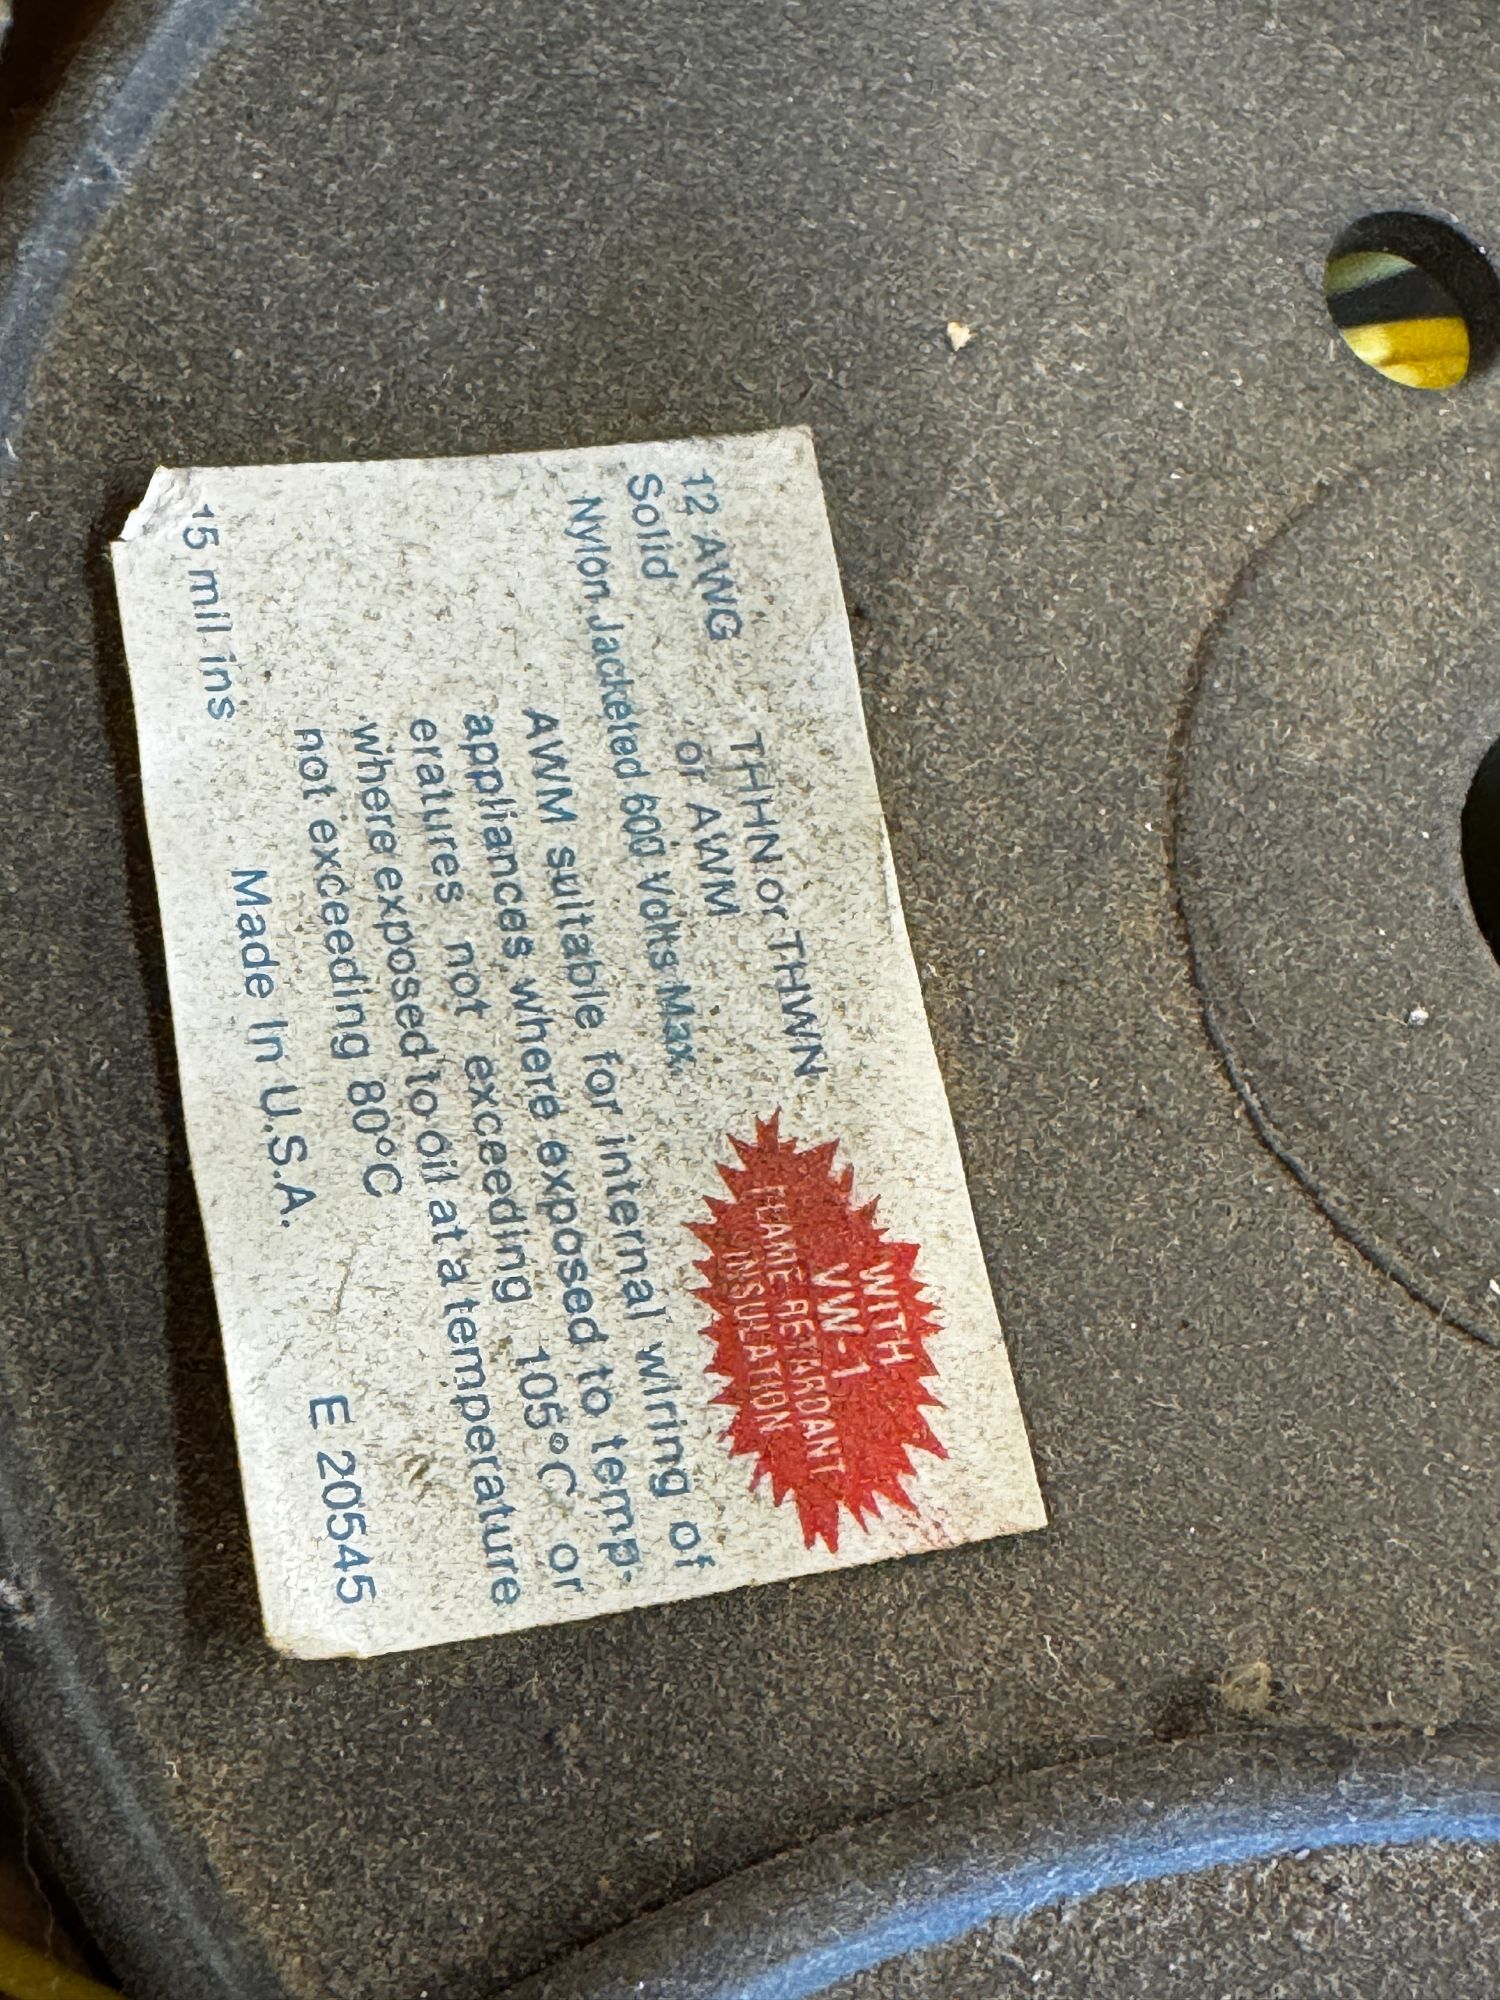 12 AWG THHN or THWN
Solid or AWM
Nylon Jacketed 600 Volts Max.
WITH
VW-1
FLAME RETARDANT
INSULATION
AWM suitable for internal wiring of
appliances where exposed to temp-
eratures not exceeding 105°C or
where exposed to oil at a temperature
not exceeding 80°C
15 mil ins Made In U.S.A. E 20545